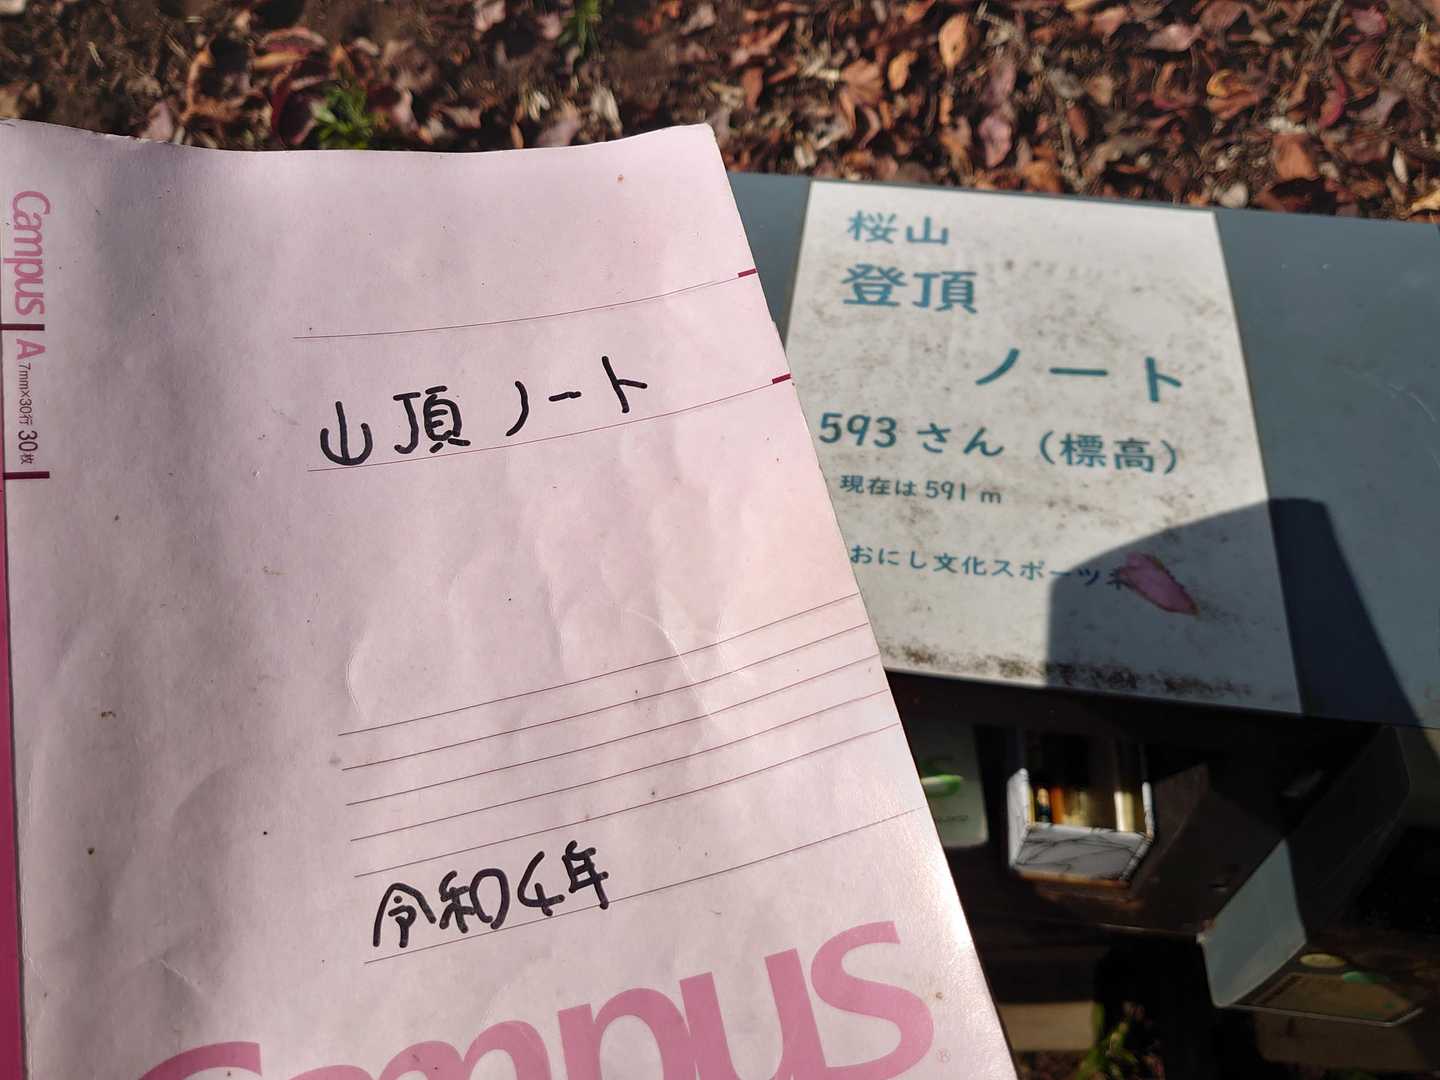 Campus
A 7mm×30行 30枚
山頂ノート
令和4年
Campus®
桜山
登頂
ノート
593さん（標高）
現在は591m
おにし文化スポーツ